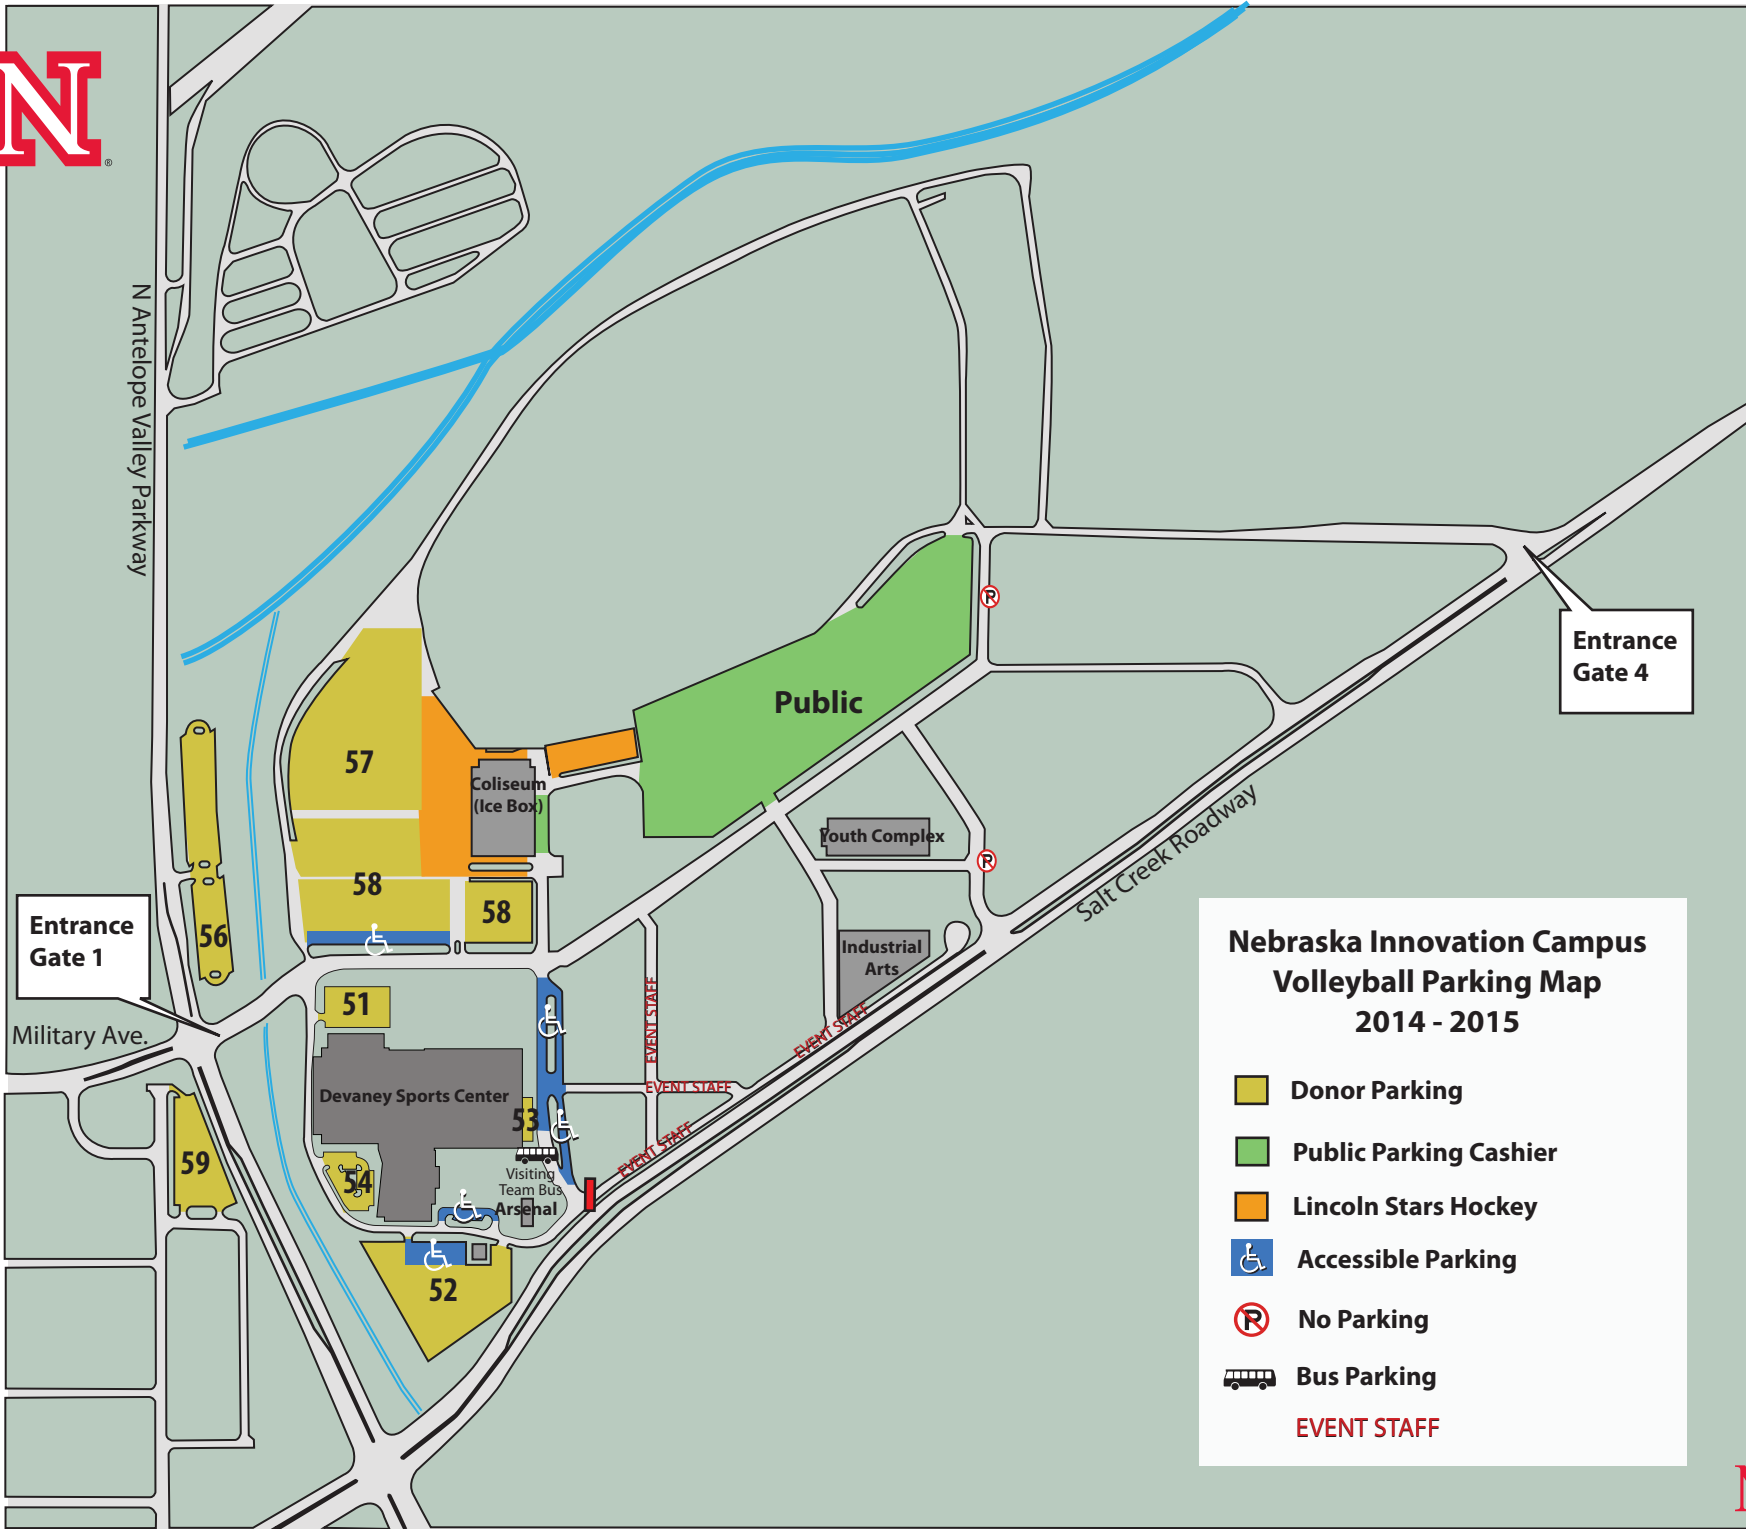 N
®
N Antelope Valley Parkway
57
Public
Entrance
Gate 4
Coliseum
(Ice Box)
Youth Complex
Salt Creek Roadway
58
58
56
Entrance
Gate 1
Industrial
Arts
51
Military Ave.
EVENT STAFF
EVENT STAFF
EVENT STAFF
EVENT STAFF
Devaney Sports Center
53
59
54
Visiting
Team Bus
Arsenal
52
P
P
Nebraska Innovation Campus
Volleyball Parking Map
2014 - 2015
Donor Parking
Public Parking Cashier
Lincoln Stars Hockey
Accessible Parking
P
No Parking
Bus Parking
EVENT STAFF